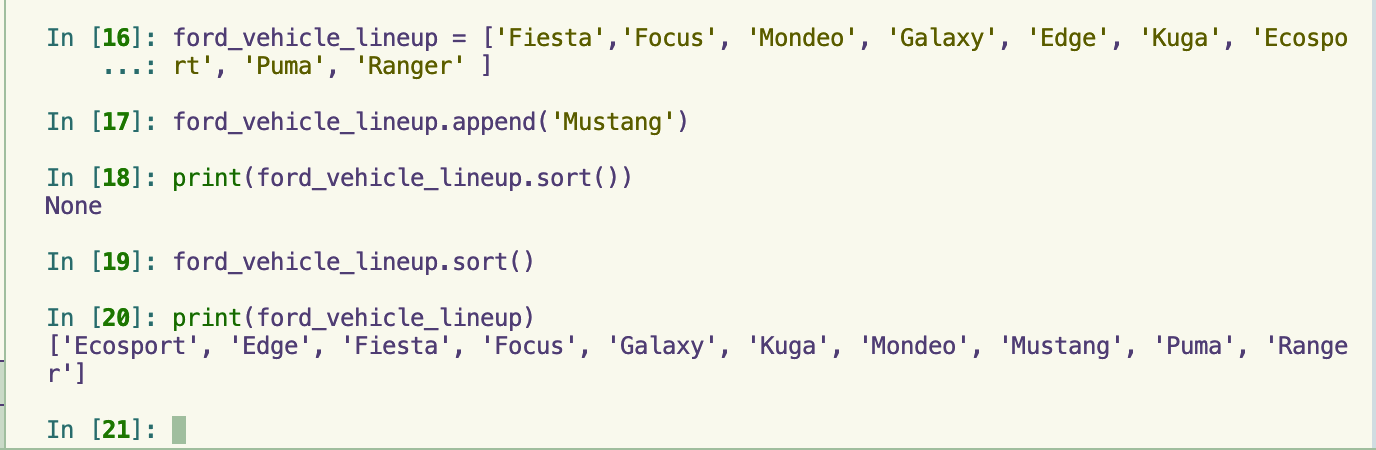 In [16]: ford_vehicle_lineup = ['Fiesta','Focus', 'Mondeo', 'Galaxy', 'Edge', 'Kuga', 'Ecospo
    ...: rt', 'Puma', 'Ranger' ]
In [17]: ford_vehicle_lineup.append('Mustang')
In [18]: print(ford_vehicle_lineup.sort())
None
In [19]: ford_vehicle_lineup.sort()
In [20]: print(ford_vehicle_lineup)
['Ecosport', 'Edge', 'Fiesta', 'Focus', 'Galaxy', 'Kuga', 'Mondeo', 'Mustang', 'Puma', 'Range
r']
In [21]: